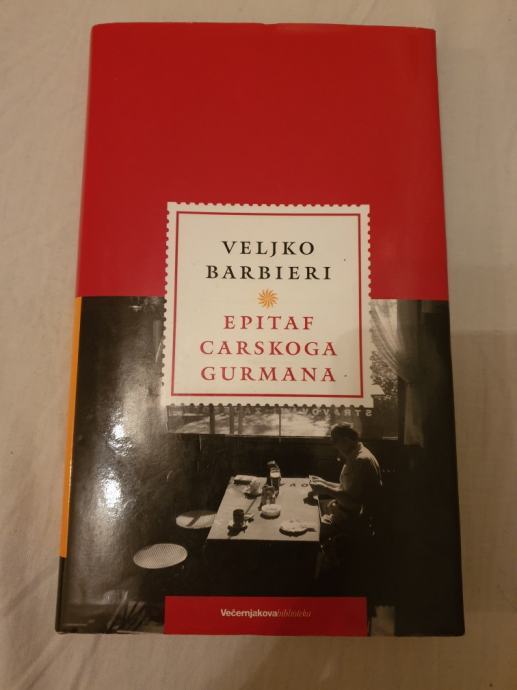 VELJKO
BARBIERI
EPITAF
CARSKOGA
GURMANA
Večernjakovabiblioteka